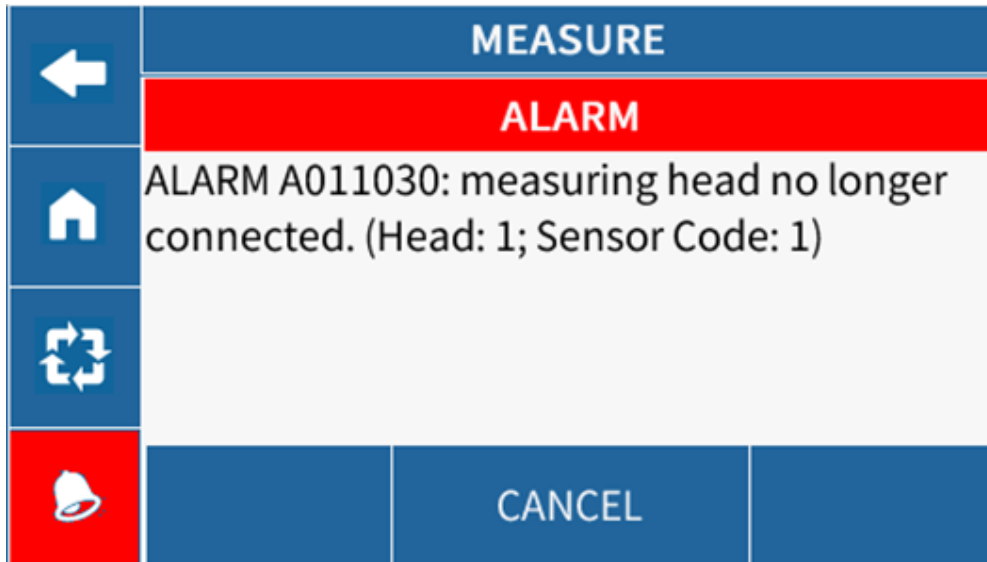 MEASURE
ALARM
ALARM A011030: measuring head no longer
connected. (Head: 1; Sensor Code: 1)
CANCEL